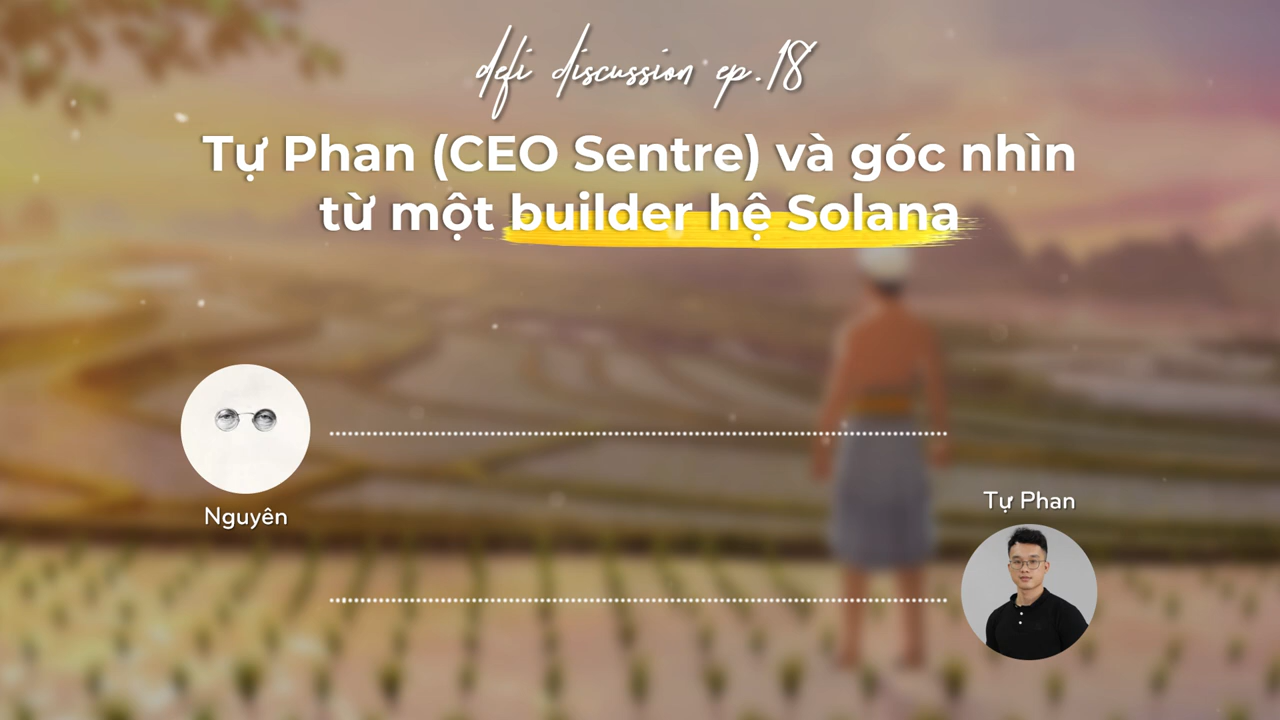 defi discussion ep.18
Tự Phan (CEO Sentre) và góc nhìn
từ một builder hệ Solana
Nguyên
Tự Phan